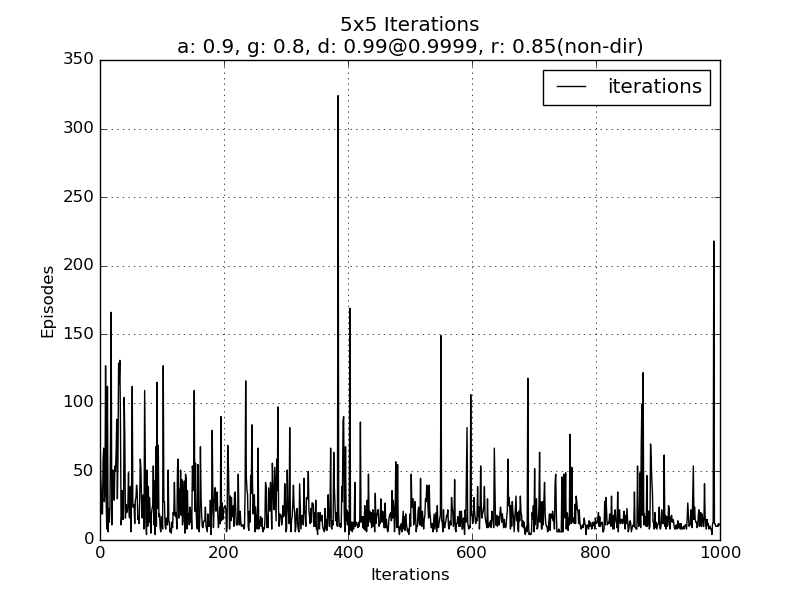 5x5 Iterations
a: 0.9, g: 0.8, d: 0.99@0.9999, r: 0.85(non-dir)
350
iterations
300
250
200
Episodes
150
100
50
0
0 200 400 600 800 1000
Iterations